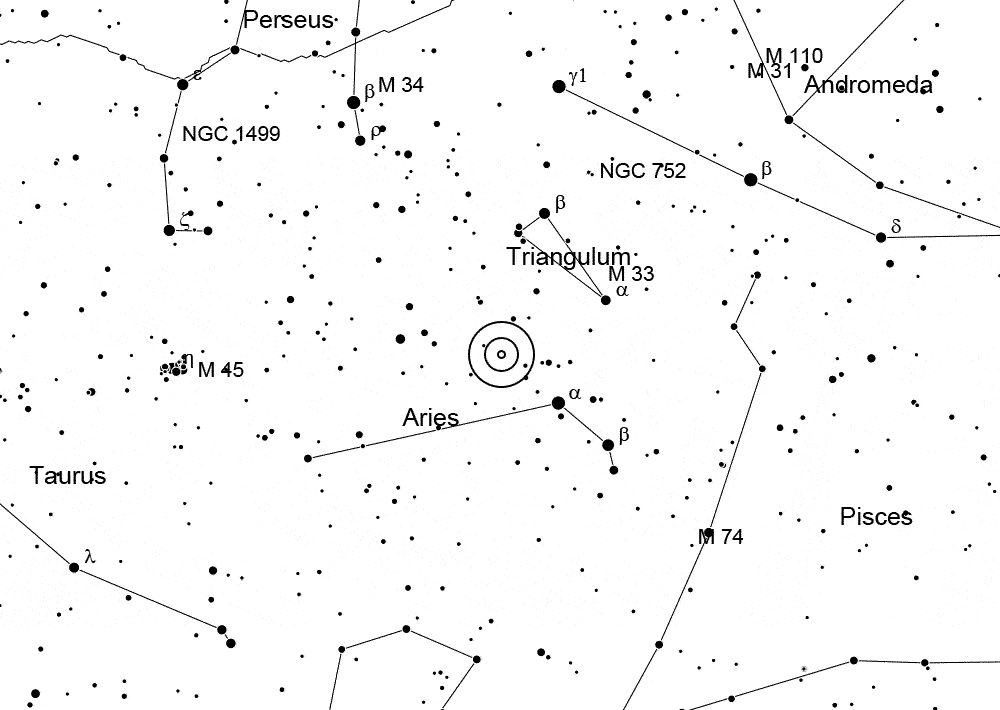 Perseus
M 110
M 31
ε
γ1
Andromeda
β
M 34
NGC 1499
ρ
NGC 752
β
ζ
β
δ
Triangulum
M 33
α
η
M 45
α
Aries
β
Taurus
Pisces
M 74
λ